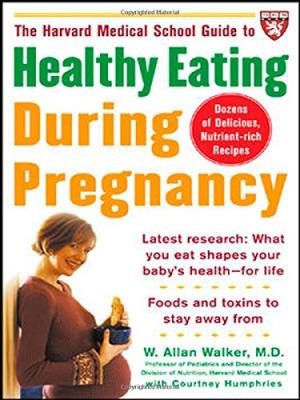 The Harvard Medical School Guide to
Healthy Eating
During
Pregnancy
Dozens
of Delicious,
Nutrient-rich
Recipes
Latest research: What
you eat shapes your
baby's health—for life
Foods and toxins to
stay away from
W. Allan Walker, M.D.
Professor of Pediatrics and Director of the
Division of Nutrition, Harvard Medical School
with Courtney Humphries